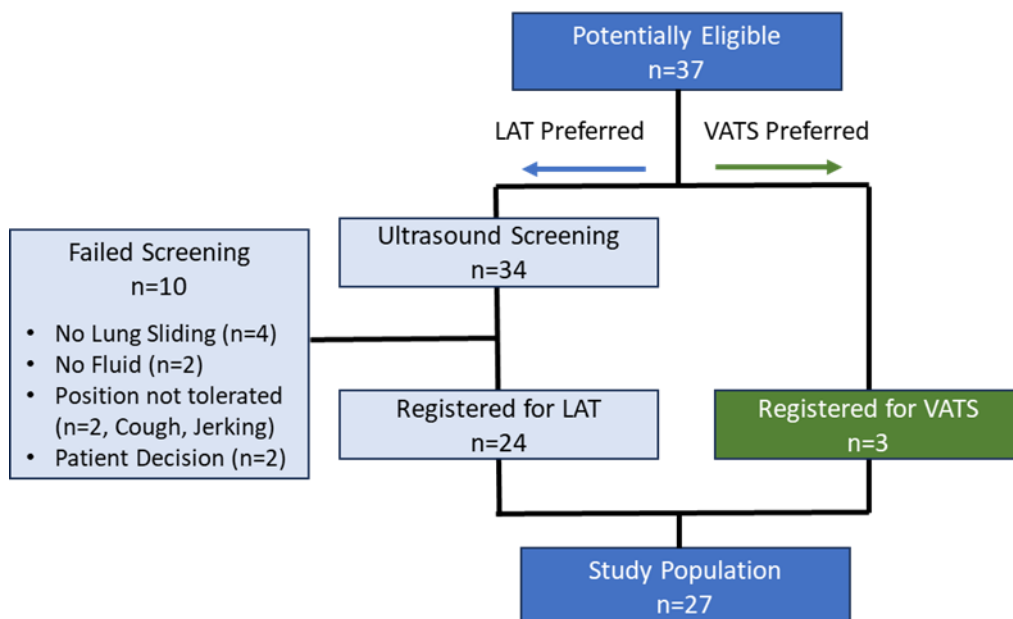 Potentially Eligible
n=37
LAT Preferred
VATS Preferred
Ultrasound Screening
n=34
Failed Screening
n=10
• No Lung Sliding (n=4)
• No Fluid (n=2)
• Position not tolerated
(n=2, Cough, Jerking)
• Patient Decision (n=2)
Registered for LAT
n=24
Registered for VATS
n=3
Study Population
n=27